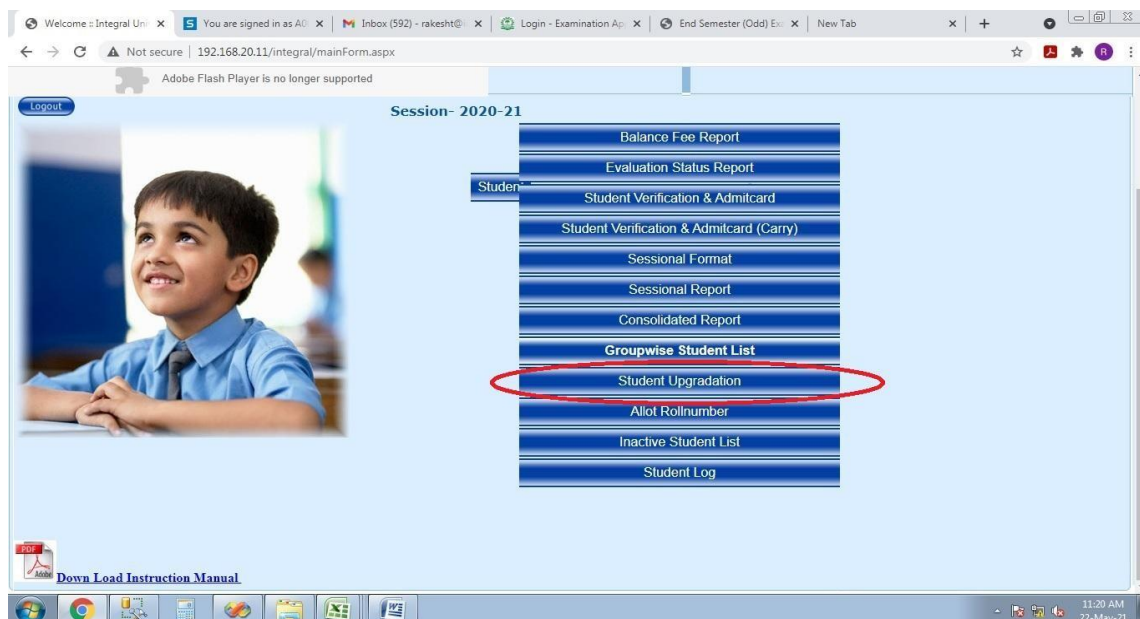 Welcome :: Integral Uni
You are signed in as AO
Inbox (592) - rakesht@i
Login - Examination Ap
End Semester (Odd) Ex
New Tab
Not secure | 192.168.20.11/integral/mainForm.aspx
R
Adobe Flash Player is no longer supported
Logout
Session- 2020-21
Balance Fee Report
Evaluation Status Report
Studen
Student Verification & Admitcard
Student Verification & Admitcard (Carry)
Sessional Format
Sessional Report
Consolidated Report
Groupwise Student List
Student Upgradation
Allot Rollnumber
Inactive Student List
Student Log
PDF
Adobe
Down Load Instruction Manual
11:20 AM
22-May-21